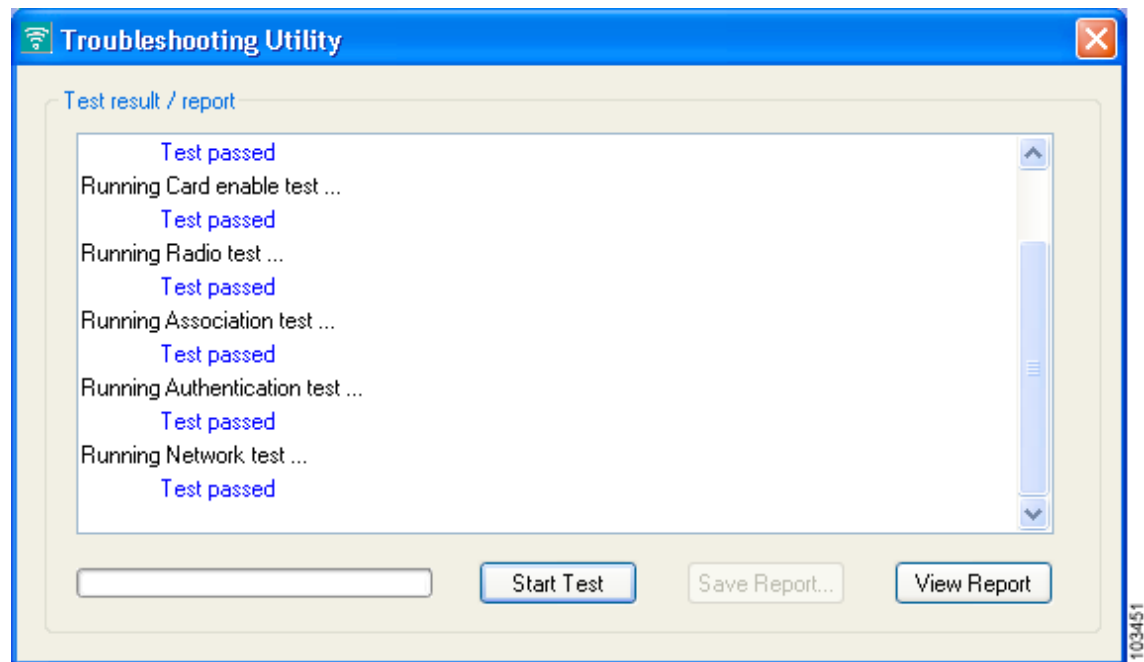 Troubleshooting Utility
Test result / report
Test passed
Running Card enable test ...
Test passed
Running Radio test ...
Test passed
Running Association test ...
Test passed
Running Authentication test ...
Test passed
Running Network test ...
Test passed
Start Test
Save Report...
View Report
103451